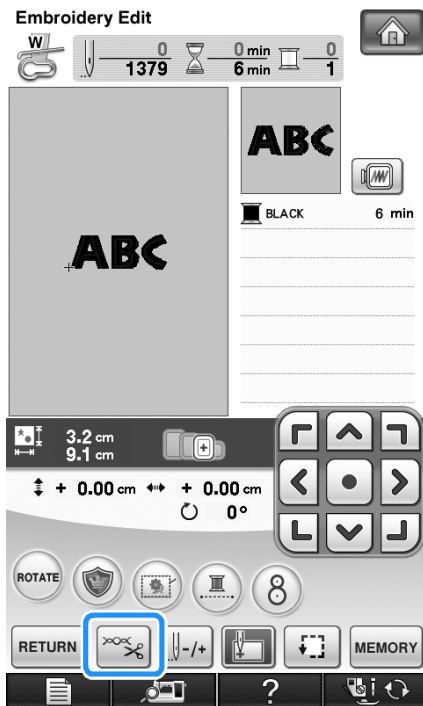 Embroidery Edit
W
0 0 min 0
1379 6 min 1
ABC
ABC
BLACK 6 min
3.2 cm
9.1 cm
+ 0.00 cm + 0.00 cm
0°
ROTATE
8
RETURN -/+ MEMORY
?